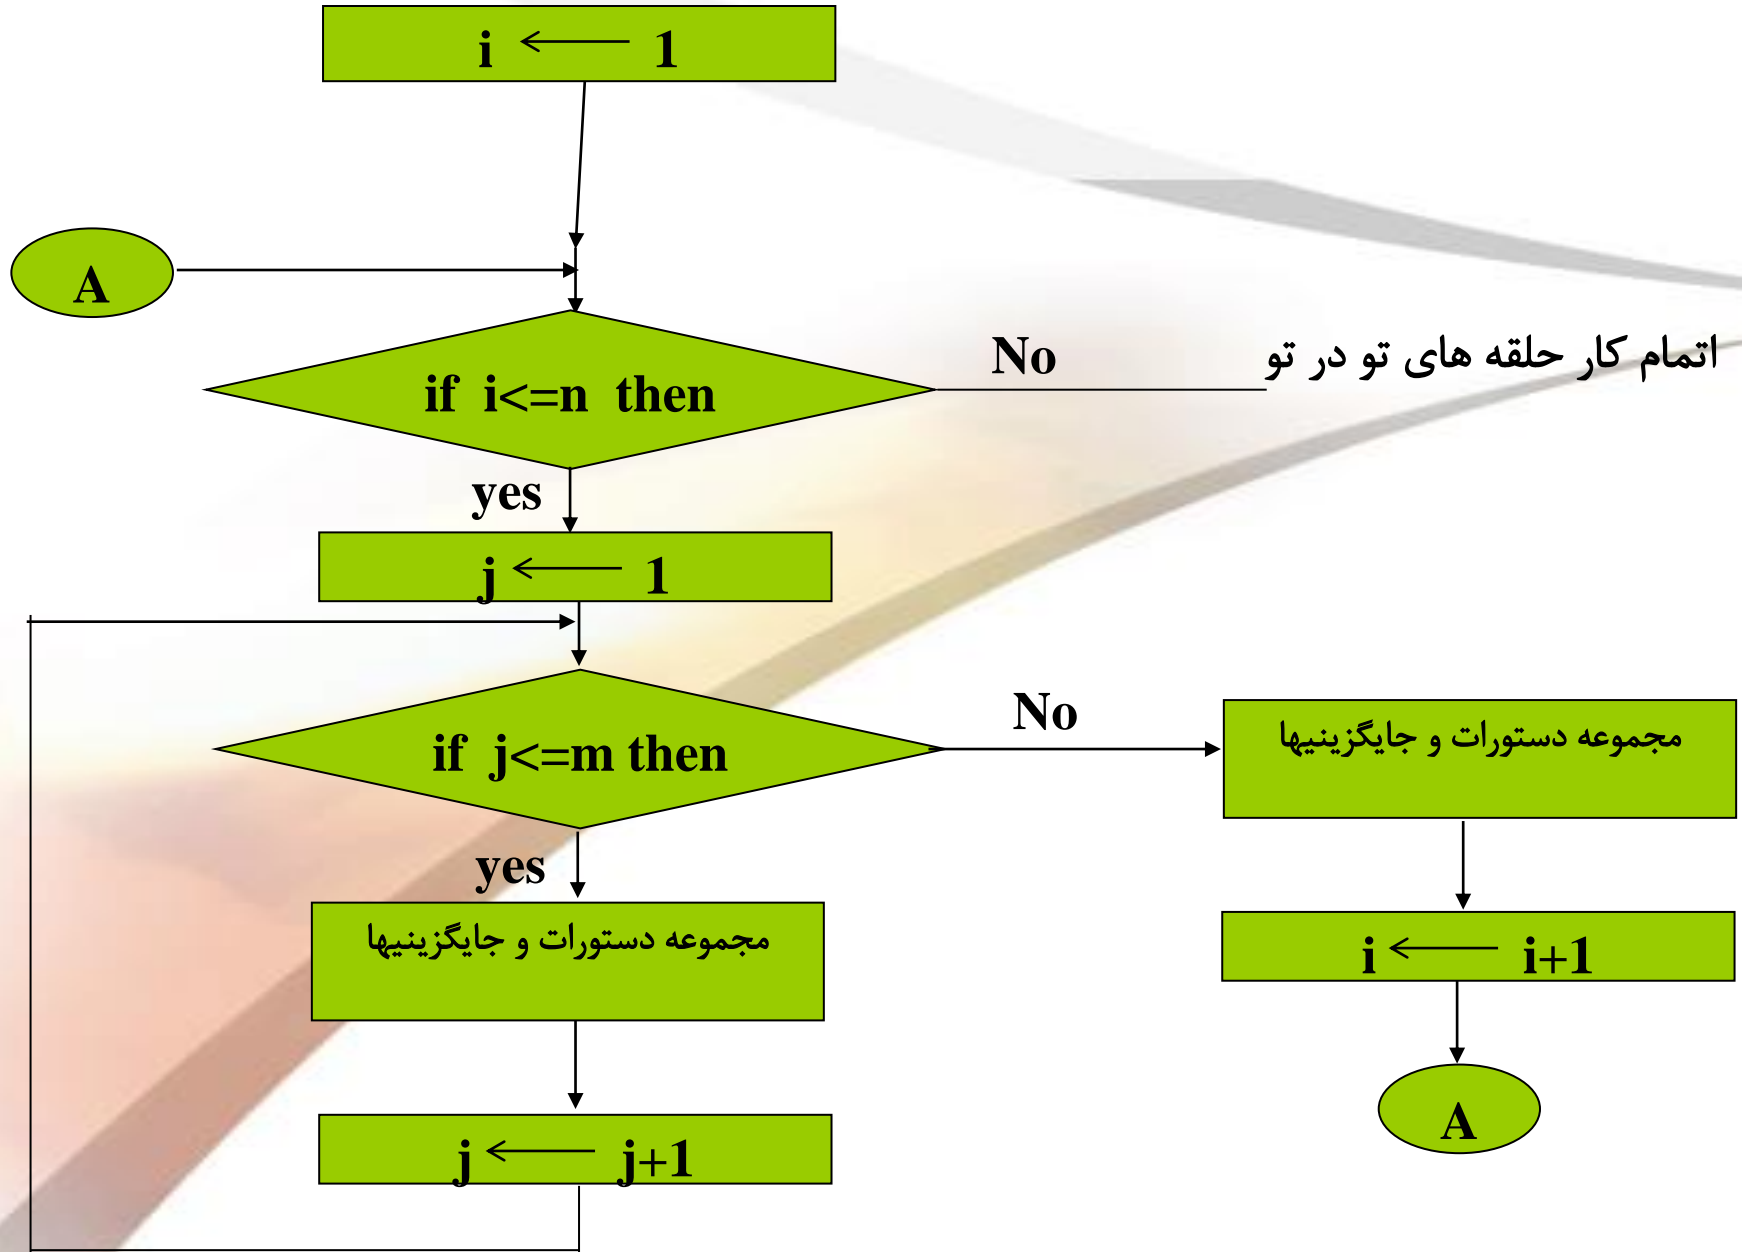 i ← 1
A
if i<=n then
No
اتمام کار حلقه های تو در تو
yes
j ← 1
if j<=m then
No
مجموعه دستورات و جایگزینیها
yes
مجموعه دستورات و جایگزینیها
i ← i+1
j ← j+1
A